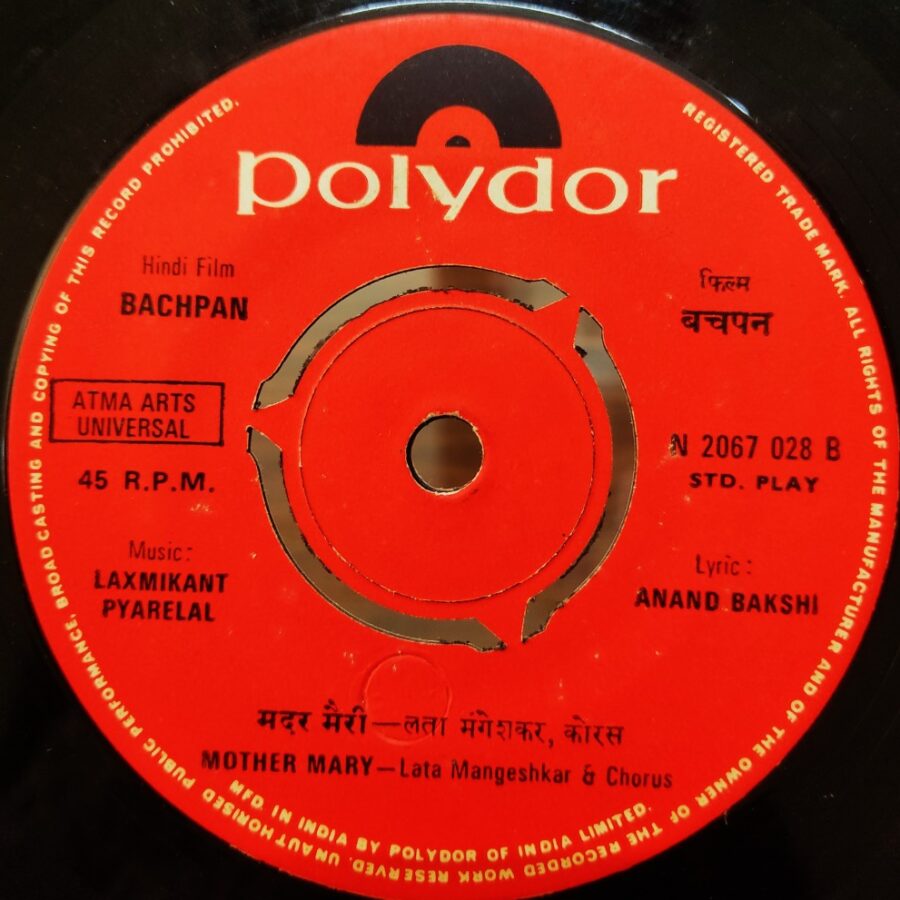 polydor
Hindi Film
BACHPAN
फिल्म
बचपन
ATMA ARTS
UNIVERSAL
45 R.P.M.
N 2067 028 B
STD. PLAY
Music:
LAXMIKANT
PYARELAL
Lyric:
ANAND BAKSHI
मदर मैरी—लता मंगेशकर, कोरस
MOTHER MARY—Lata Mangeshkar & Chorus
REGISTERED TRADE MARK. ALL RIGHTS OF THE MANUFACTURER AND OF THE OWNER OF THE RECORDED WORK RESERVED. UNAUTHORISED PUBLIC PERFORMANCE, BROADCASTING AND COPYING OF THIS RECORD PROHIBITED.
MFD. IN INDIA BY POLYDOR OF INDIA LIMITED.